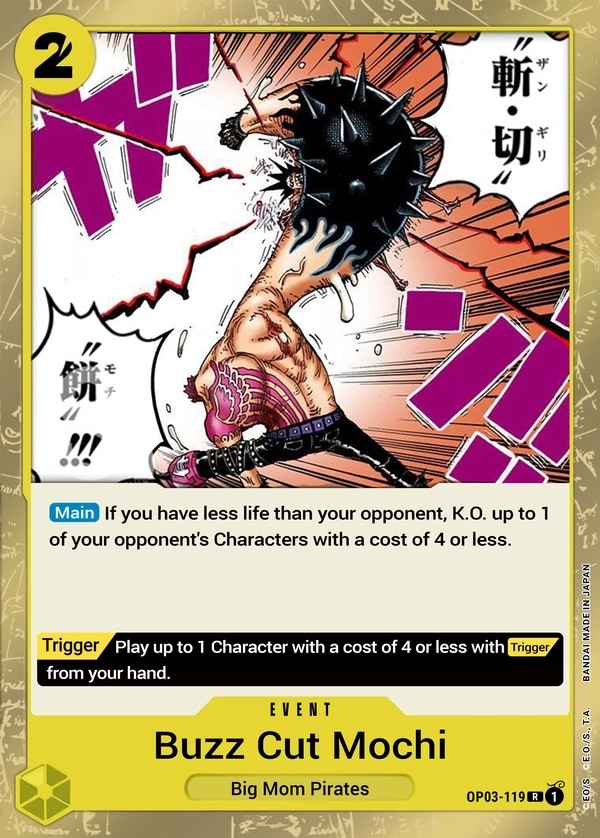 2
”斬・切”
ザン ギリ
”餅”!!!
モチ
Main If you have less life than your opponent, K.O. up to 1
of your opponent's Characters with a cost of 4 or less.
Trigger Play up to 1 Character with a cost of 4 or less with Trigger
from your hand.
EVENT
Buzz Cut Mochi
Big Mom Pirates
OP03-119 R 1
©E.O./S. ©E.O./S., T.A. BANDAI MADE IN JAPAN